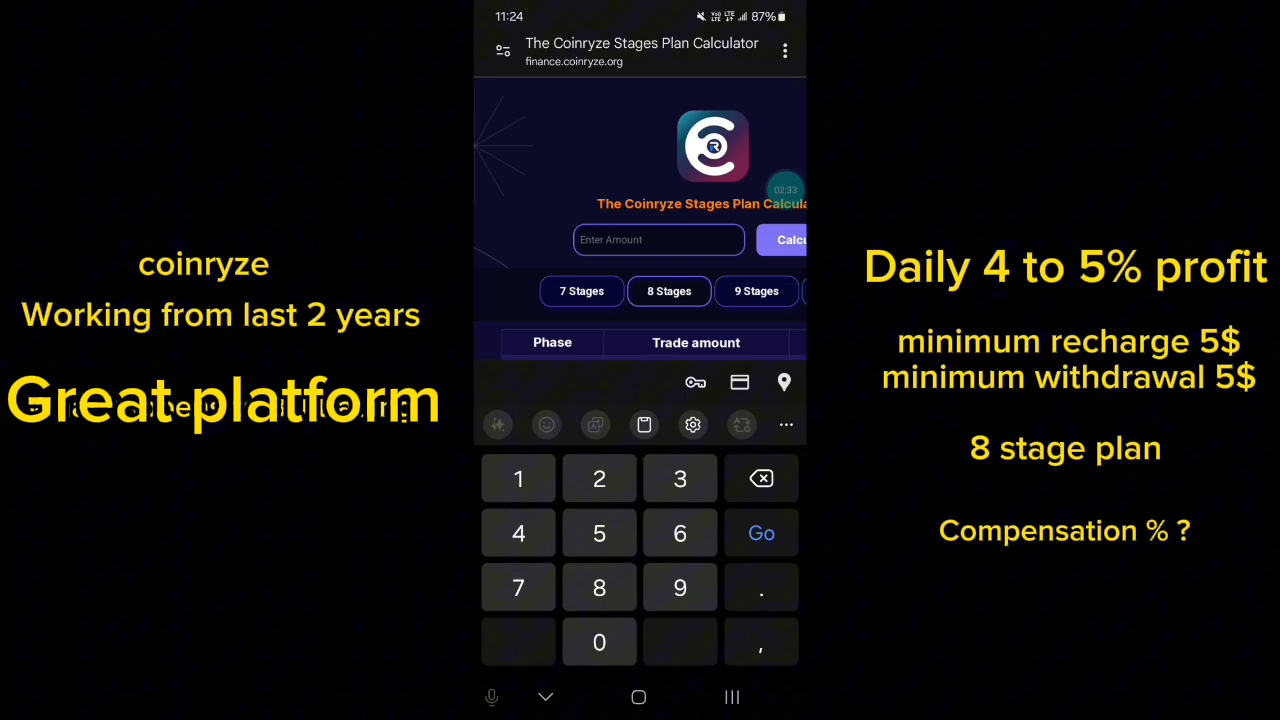 11:24
87%
The Coinryze Stages Plan Calculator
finance.coinryze.org
02:33
The Coinryze Stages Plan Calcula
Enter Amount
Calcu
7 Stages
8 Stages
9 Stages
Phase
Trade amount
coinryze
Working from last 2 years
Great platform
Daily 4 to 5% profit
minimum recharge 5$
minimum withdrawal 5$
8 stage plan
Compensation % ?
1
2
3
4
5
6
Go
7
8
9
.
0
,